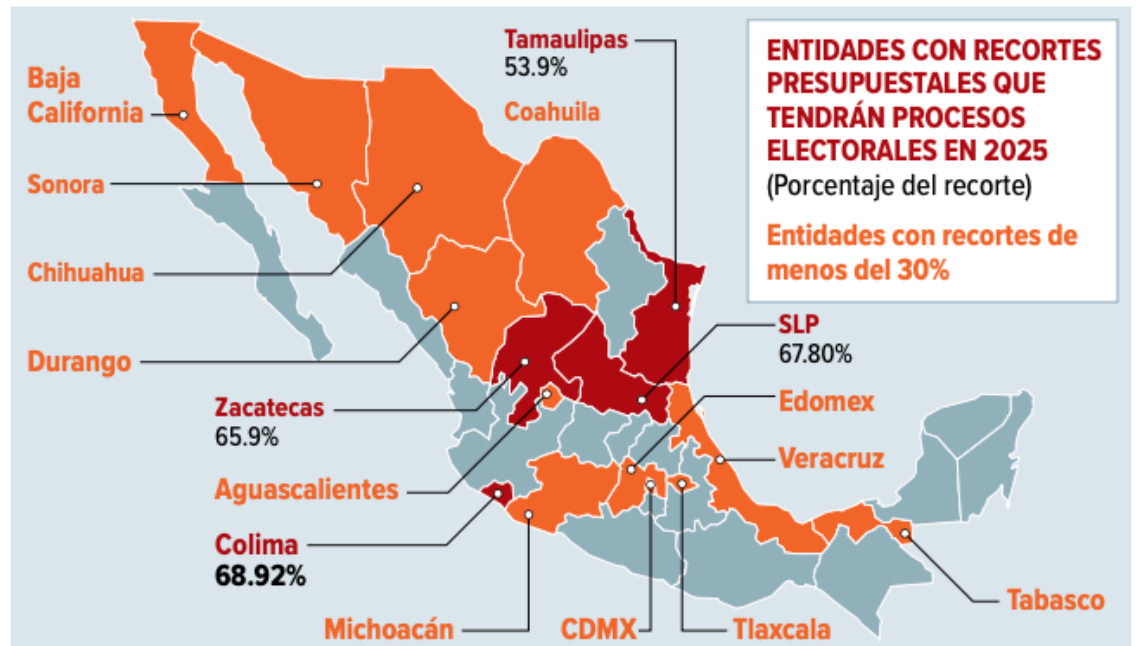 ENTIDADES CON RECORTES
PRESUPUESTALES QUE
TENDRÁN PROCESOS
ELECTORALES EN 2025
(Porcentaje del recorte)
Entidades con recortes de
menos del 30%
Tamaulipas
53.9%
Coahuila
Baja
California
Sonora
Chihuahua
Durango
Zacatecas
65.9%
Aguascalientes
Colima
68.92%
Michoacán
CDMX
Tlaxcala
SLP
67.80%
Edomex
Veracruz
Tabasco